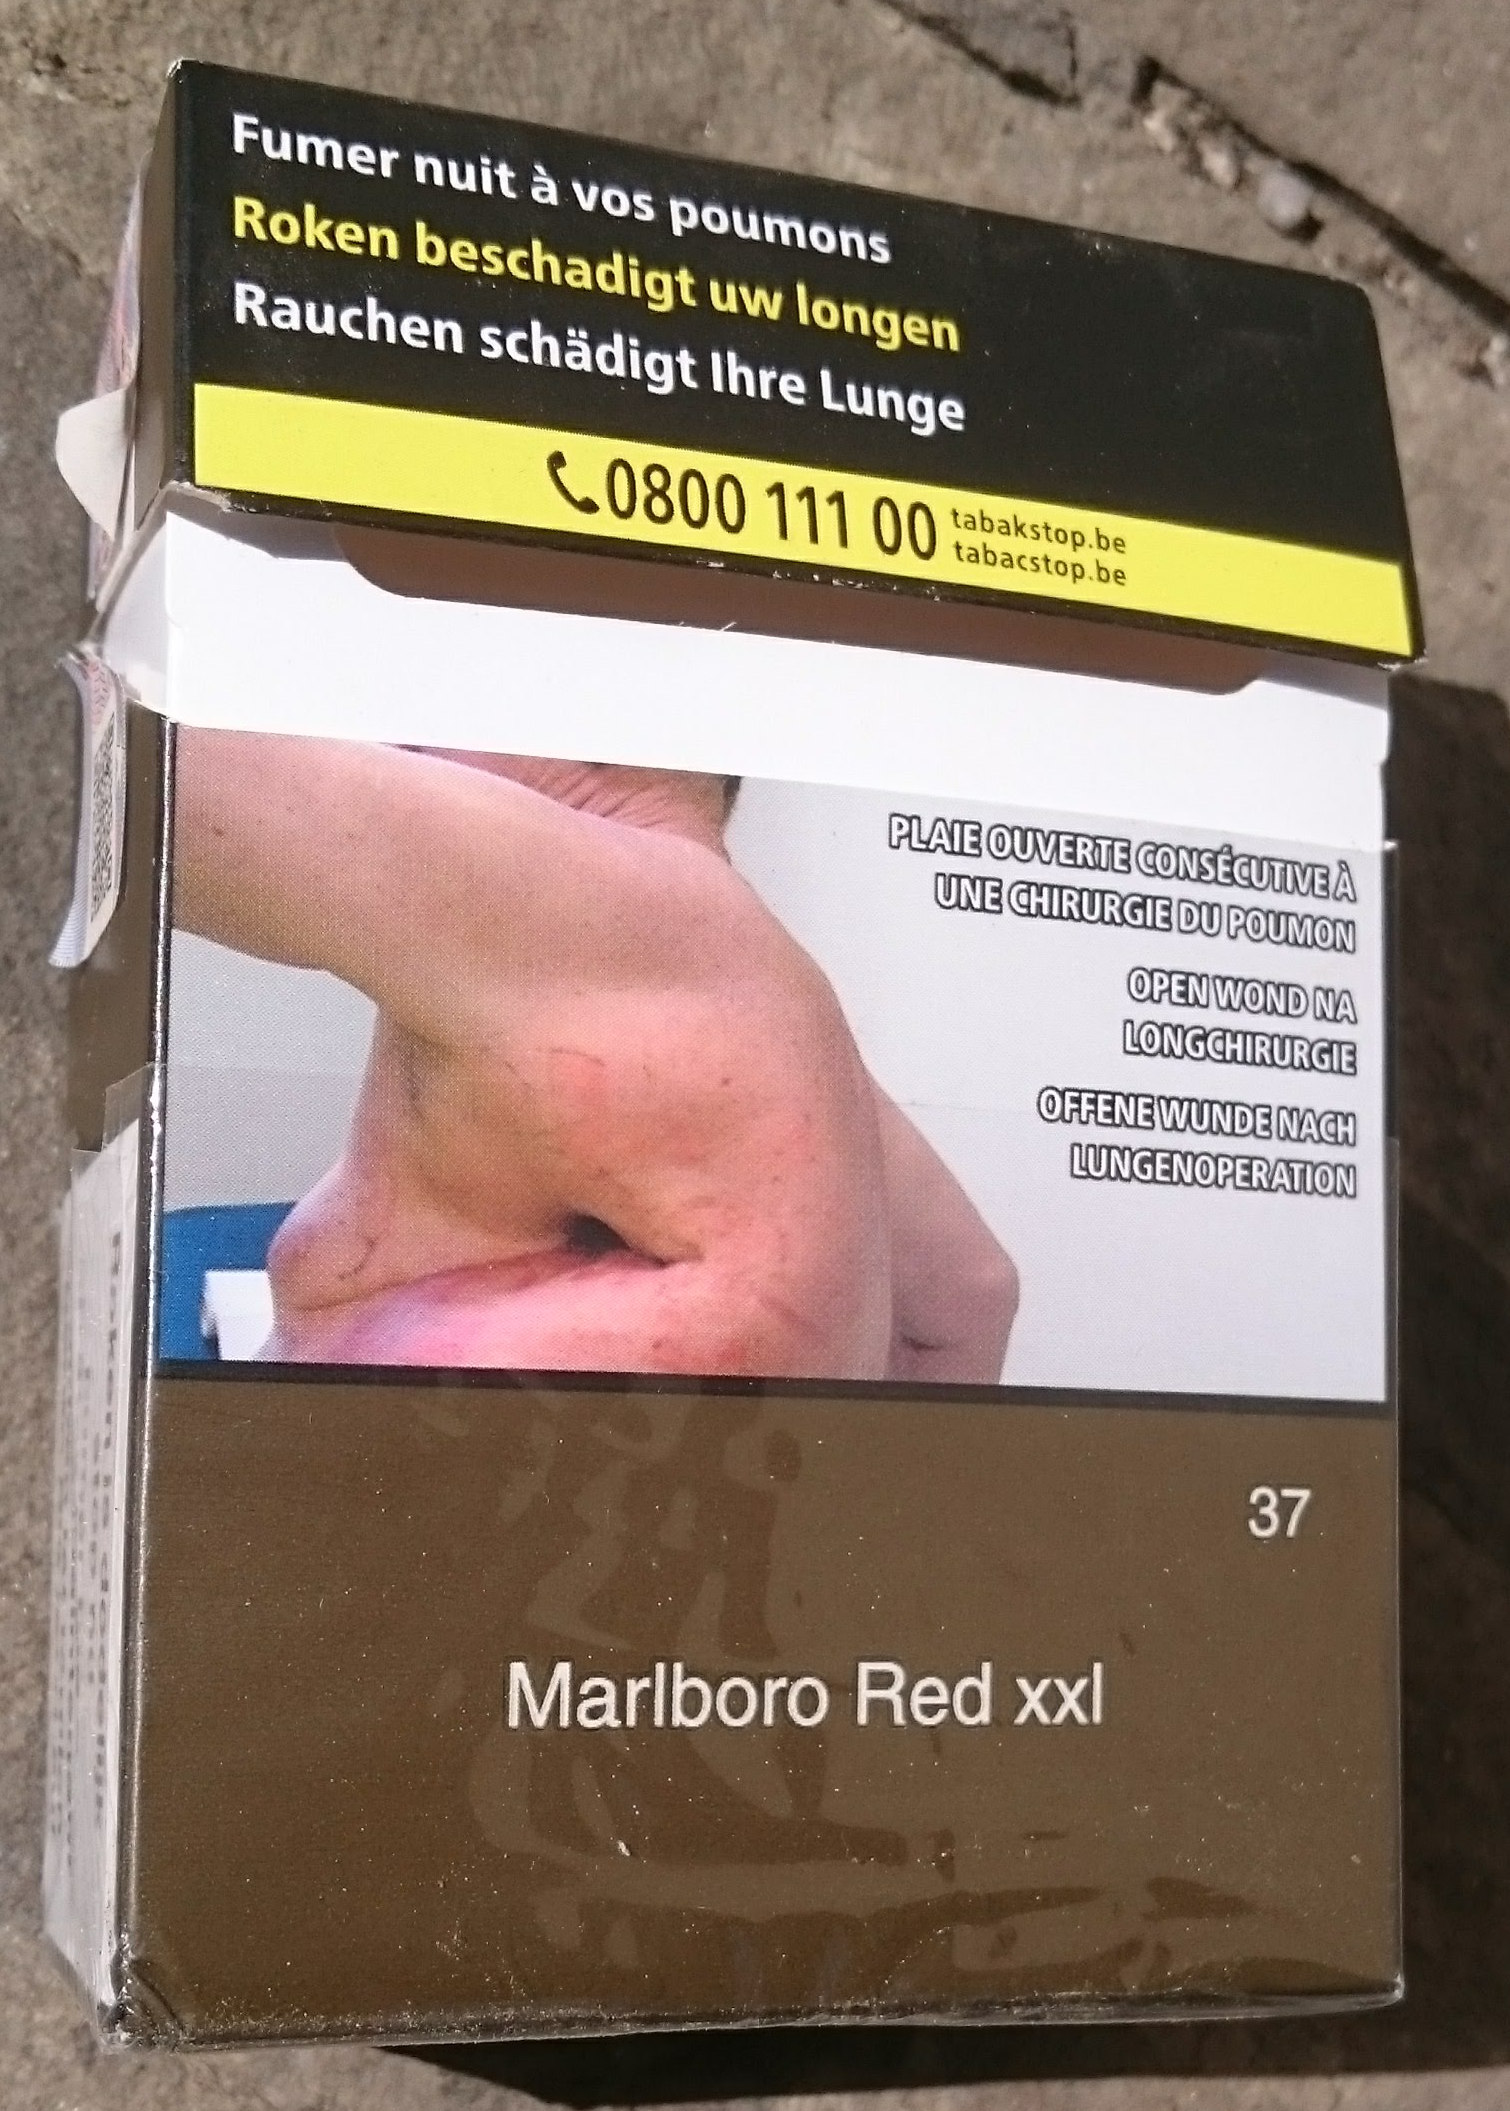 Fumer nuit à vos poumons
Roken beschadigt uw longen
Rauchen schädigt Ihre Lunge
0800 111 00
tabakstop.be
tabacstop.be
PLAIE OUVERTE CONSÉCUTIVE À
UNE CHIRURGIE DU POUMON
OPEN WOND NA
LONGCHIRURGIE
OFFENE WUNDE NACH
LUNGENOPERATION
37
Marlboro Red xxl